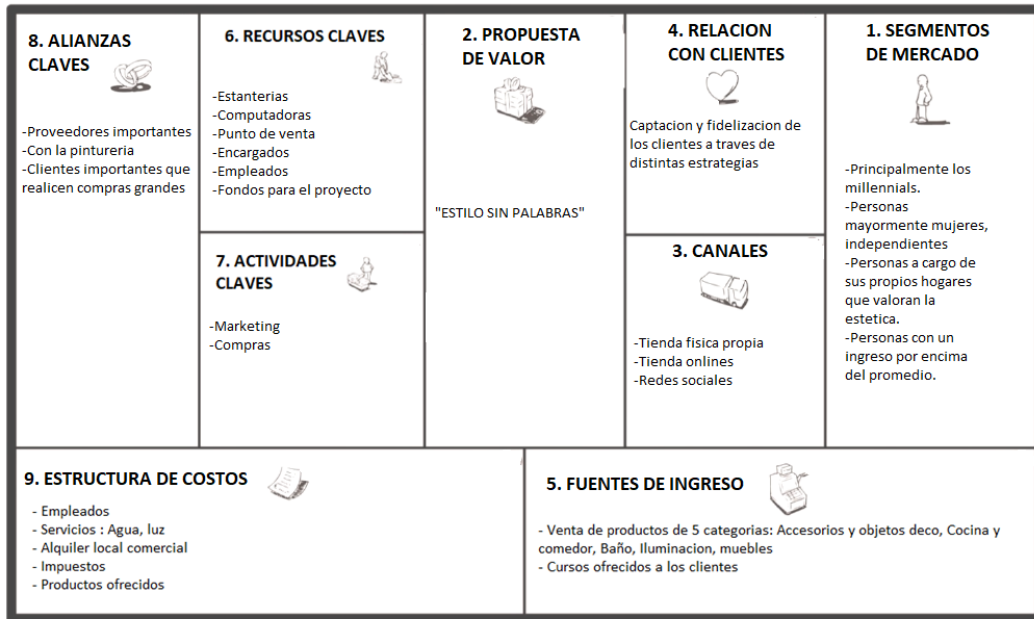 8. ALIANZAS
CLAVES
-Proveedores importantes
-Con la pintureria
-Clientes importantes que
realicen compras grandes
6. RECURSOS CLAVES
-Estanterias
-Computadoras
-Punto de venta
-Encargados
-Empleados
-Fondos para el proyecto
7. ACTIVIDADES
CLAVES
-Marketing
-Compras
2. PROPUESTA
DE VALOR
"ESTILO SIN PALABRAS"
4. RELACION
CON CLIENTES
Captacion y fidelizacion de
los clientes a traves de
distintas estrategias
3. CANALES
-Tienda fisica propia
-Tienda onlines
-Redes sociales
1. SEGMENTOS
DE MERCADO
-Principalmente los
millennials.
-Personas
mayormente mujeres,
independientes
-Personas a cargo de
sus propios hogares
que valoran la
estetica.
-Personas con un
ingreso por encima
del promedio.
9. ESTRUCTURA DE COSTOS
- Empleados
- Servicios : Agua, luz
- Alquiler local comercial
- Impuestos
- Productos ofrecidos
5. FUENTES DE INGRESO
- Venta de productos de 5 categorias: Accesorios y objetos deco, Cocina y
comedor, Baño, Iluminacion, muebles
- Cursos ofrecidos a los clientes